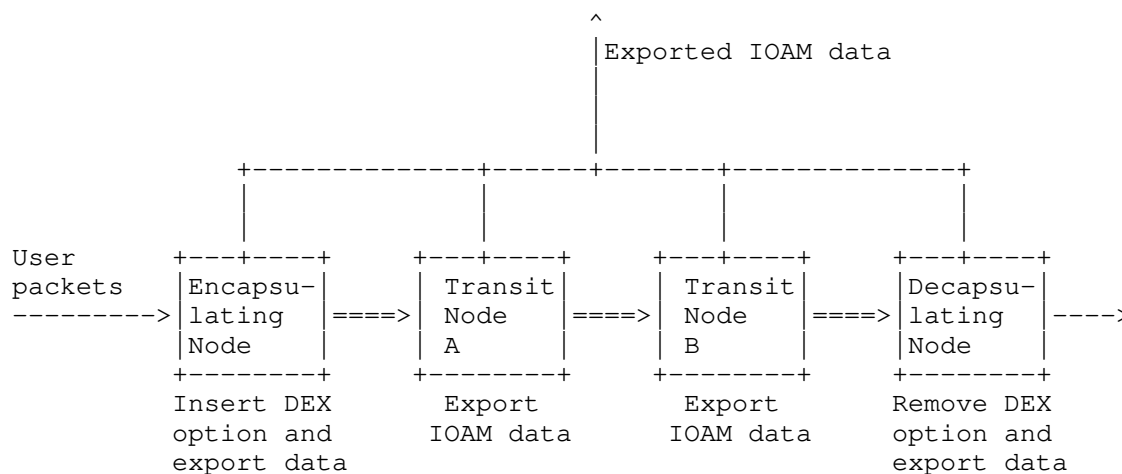 ^
|Exported IOAM data
|
|
|
|
+--------------+------+-------+--------------+
| | | |
| | | |
User +---+----+ +---+----+ +---+----+ +---+----+
packets |Encapsu-| | Transit| | Transit| |Decapsu-|
--------->|lating |====>| Node |====>| Node |====>|lating |---->
|Node | | A | | B | |Node |
+--------+ +--------+ +--------+ +--------+
Insert DEX Export Export Remove DEX
option and IOAM data IOAM data option and
export data export data